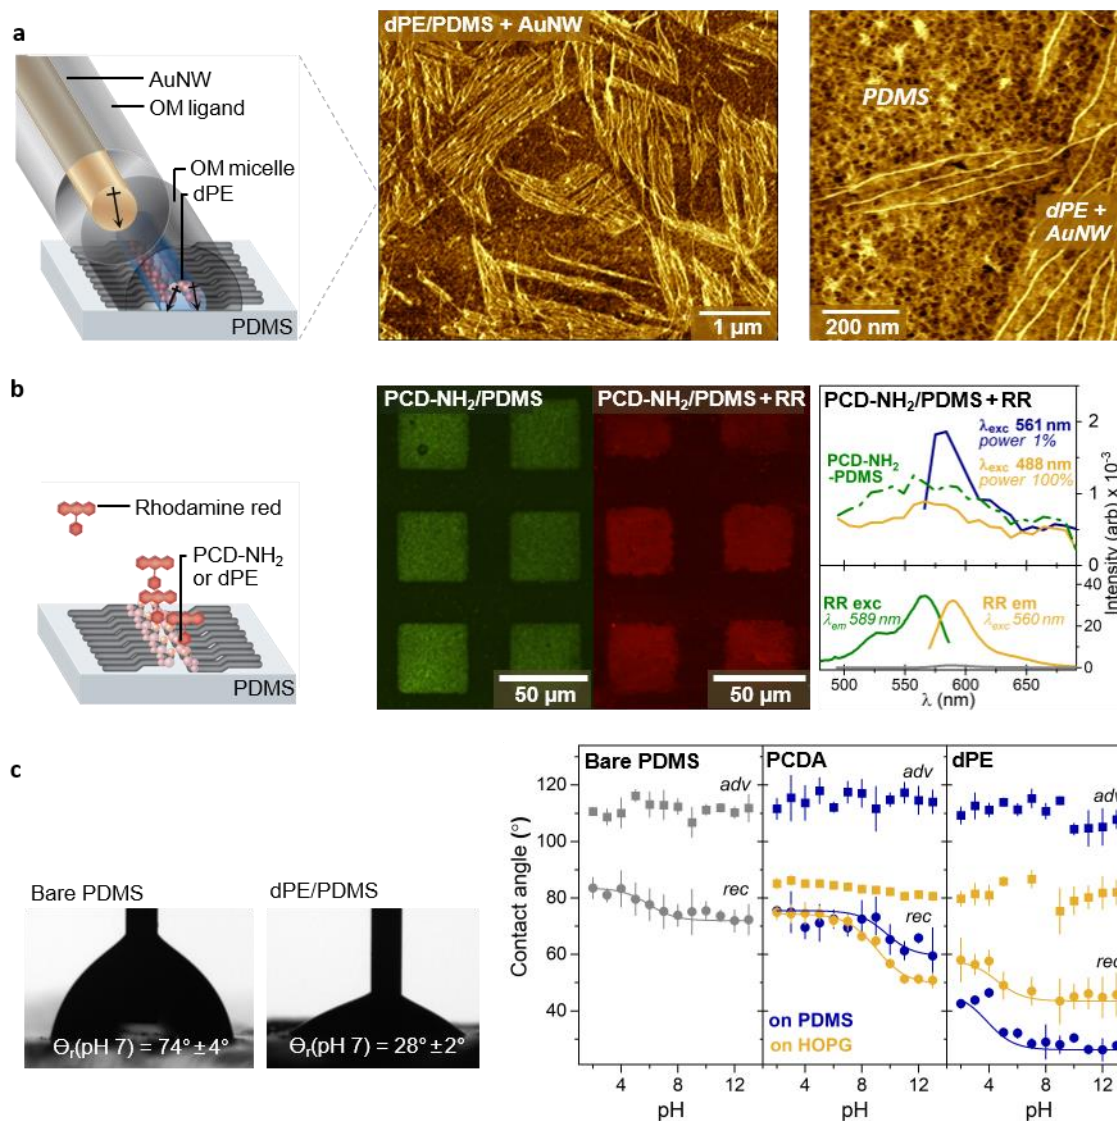 a
AuNW
OM ligand
OM micelle
dPE
PDMS
dPE/PDMS + AuNW
1 µm
PDMS
dPE +
AuNW
200 nm
b
Rhodamine red
PCD-NH₂
or dPE
PDMS
PCD-NH₂/PDMS
50 µm
PCD-NH₂/PDMS + RR
50 µm
PCD-NH₂/PDMS + RR
λexc 561 nm
power 1%
λexc 488 nm
power 100%
PCD-NH₂
-PDMS
2
1
0
RR exc
λem 589 nm
RR em
λexc 560 nm
40
20
0
Intensity (arb) x 10⁻³
500 550 600 650
λ (nm)
c
Bare PDMS
Θr(pH 7) = 74° ± 4°
dPE/PDMS
Θr(pH 7) = 28° ± 2°
Contact angle (°)
120
100
80
60
40
Bare PDMS
adv
rec
4 8 12
pH
PCDA
adv
rec
on PDMS
on HOPG
4 8 12
pH
dPE
adv
rec
4 8 12
pH